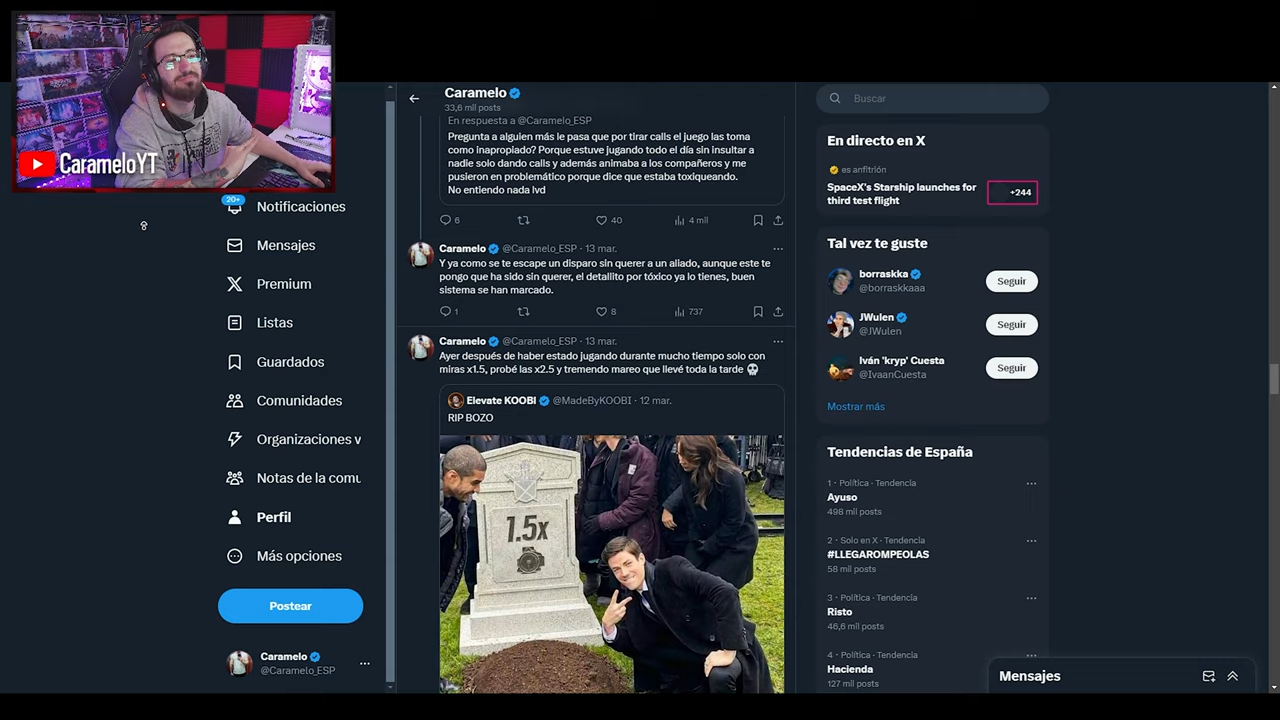 CarameloYT
20+
Notificaciones
Mensajes
Premium
Listas
Guardados
Comunidades
Organizaciones v
Notas de la comu
Perfil
Más opciones
Postear
Caramelo
@Caramelo_ESP
Caramelo
33,6 mil posts
En respuesta a @Caramelo_ESP
Pregunta a alguien más le pasa que por tirar calls el juego las toma
como inapropiado? Porque estuve jugando todo el día sin insultar a
nadie solo dando calls y además animaba a los compañeros y me
pusieron en problemático porque dice que estaba toxiqueando.
No entiendo nada lvd
6
40
4 mil
Caramelo @Caramelo_ESP · 13 mar.
Y ya como se te escape un disparo sin querer a un aliado, aunque este te
pongo que ha sido sin querer, el detallito por tóxico ya lo tienes, buen
sistema se han marcado.
1
8
737
Caramelo @Caramelo_ESP · 13 mar.
Ayer después de haber estado jugando durante mucho tiempo solo con
miras x1.5, probé las x2.5 y tremendo mareo que llevé toda la tarde
Elevate KOOBI @MadeByKOOBI · 12 mar.
RIP BOZO
1.5x
Buscar
En directo en X
es anfitrión
SpaceX's Starship launches for
third test flight
+244
Tal vez te guste
borraskka
@borraskkaaa
Seguir
JWulen
@JWulen
Seguir
Iván 'kryp' Cuesta
@IvaanCuesta
Seguir
Mostrar más
Tendencias de España
1 · Política · Tendencia
Ayuso
498 mil posts
2 · Solo en X · Tendencia
#LLEGAROMPEOLAS
58 mil posts
3 · Política · Tendencia
Risto
46,6 mil posts
4 · Política · Tendencia
Hacienda
127 mil posts
Mensajes